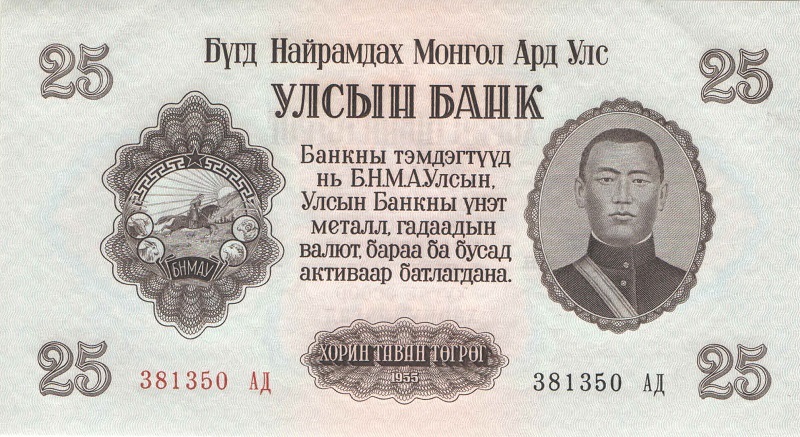 25 Бүгд Найрамдах Монгол Ард Улс 25
УЛСЫН БАНК
Банкны тэмдэгтүүд
нь Б.Н.М.А.Улсын,
Улсын Банкны үнэт
металл, гадаадын
валют, бараа ба бусад
активаар батлагдана.
БНМАУ
ХОРИН ТАВАН ТӨГРӨГ
1955
25 381350 АД 381350 АД 25